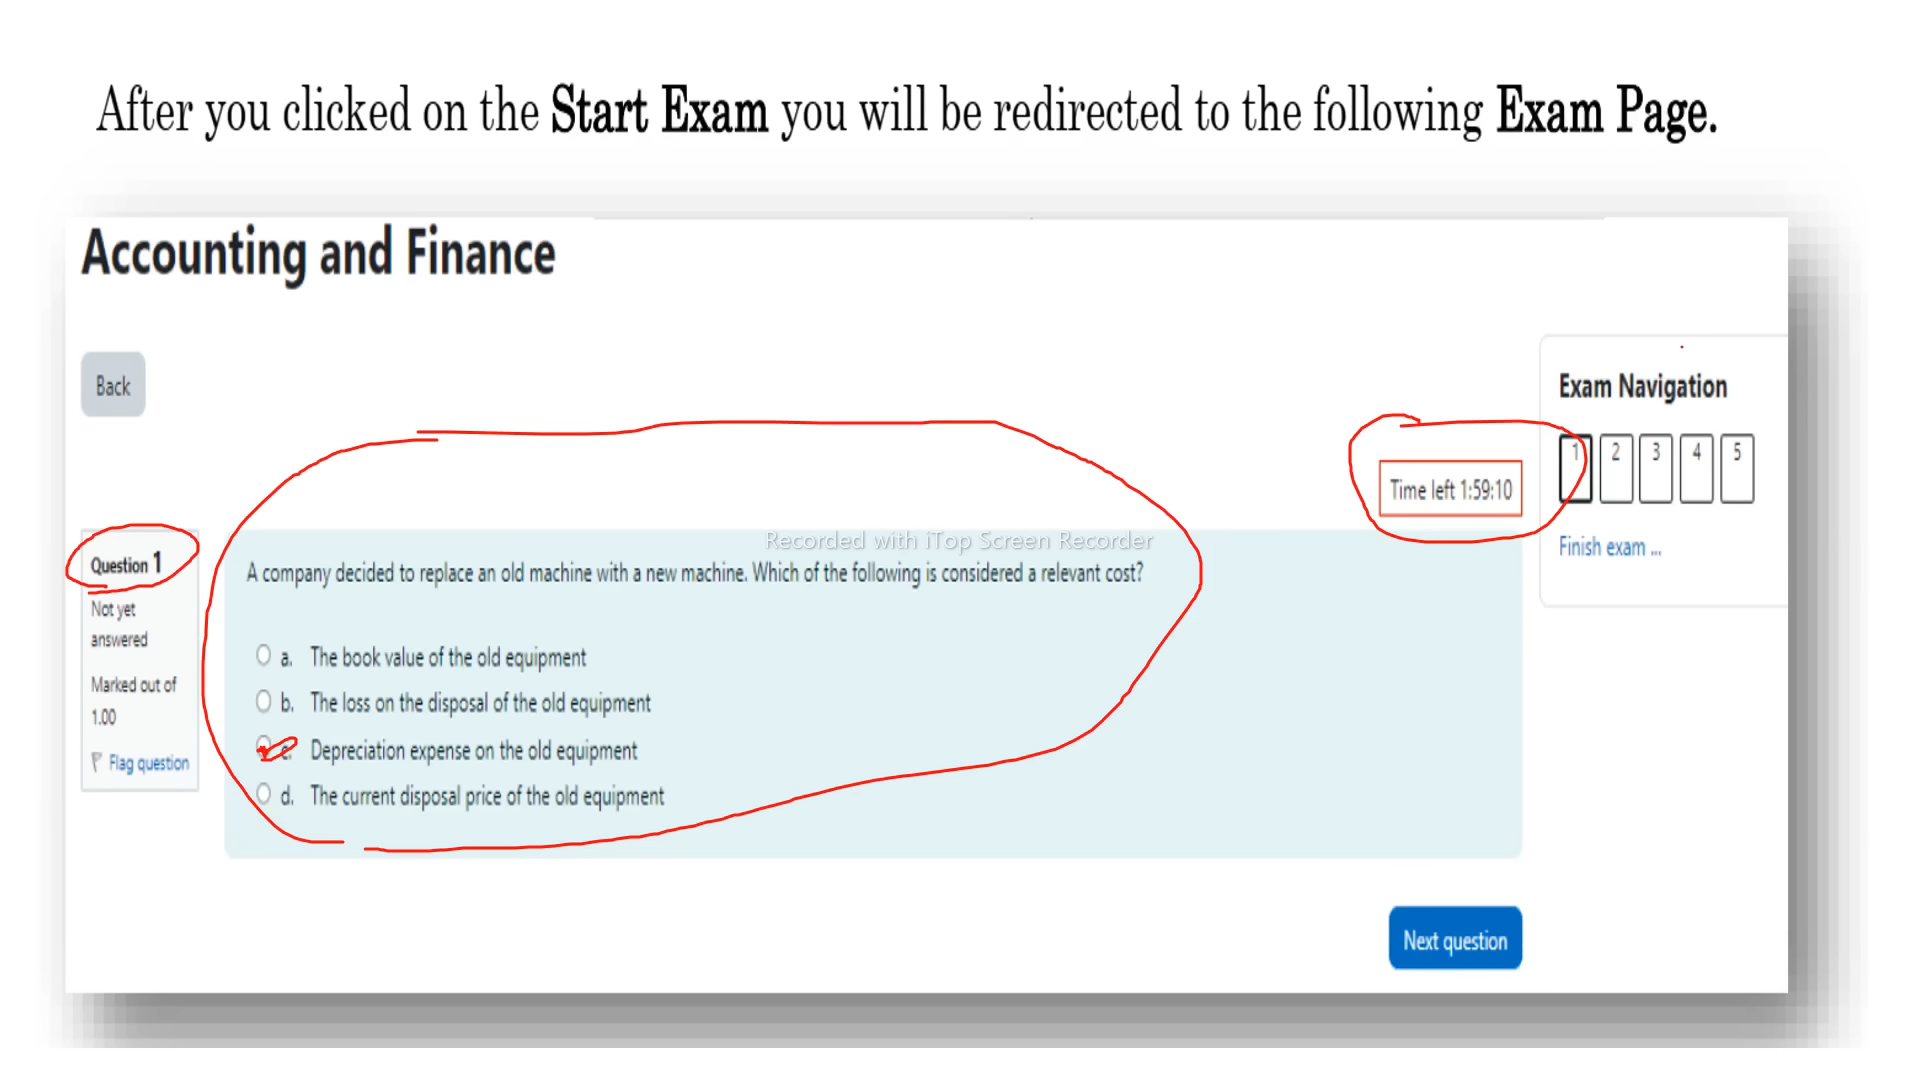 After you clicked on the Start Exam you will be redirected to the following Exam Page.
Accounting and Finance
Back
Exam Navigation
1 2 3 4 5
Time left 1:59:10
Finish exam ...
Recorded with iTop Screen Recorder
Question 1
Not yet
answered
Marked out of
1.00
Flag question
A company decided to replace an old machine with a new machine. Which of the following is considered a relevant cost?
a. The book value of the old equipment
b. The loss on the disposal of the old equipment
c. Depreciation expense on the old equipment
d. The current disposal price of the old equipment
Next question